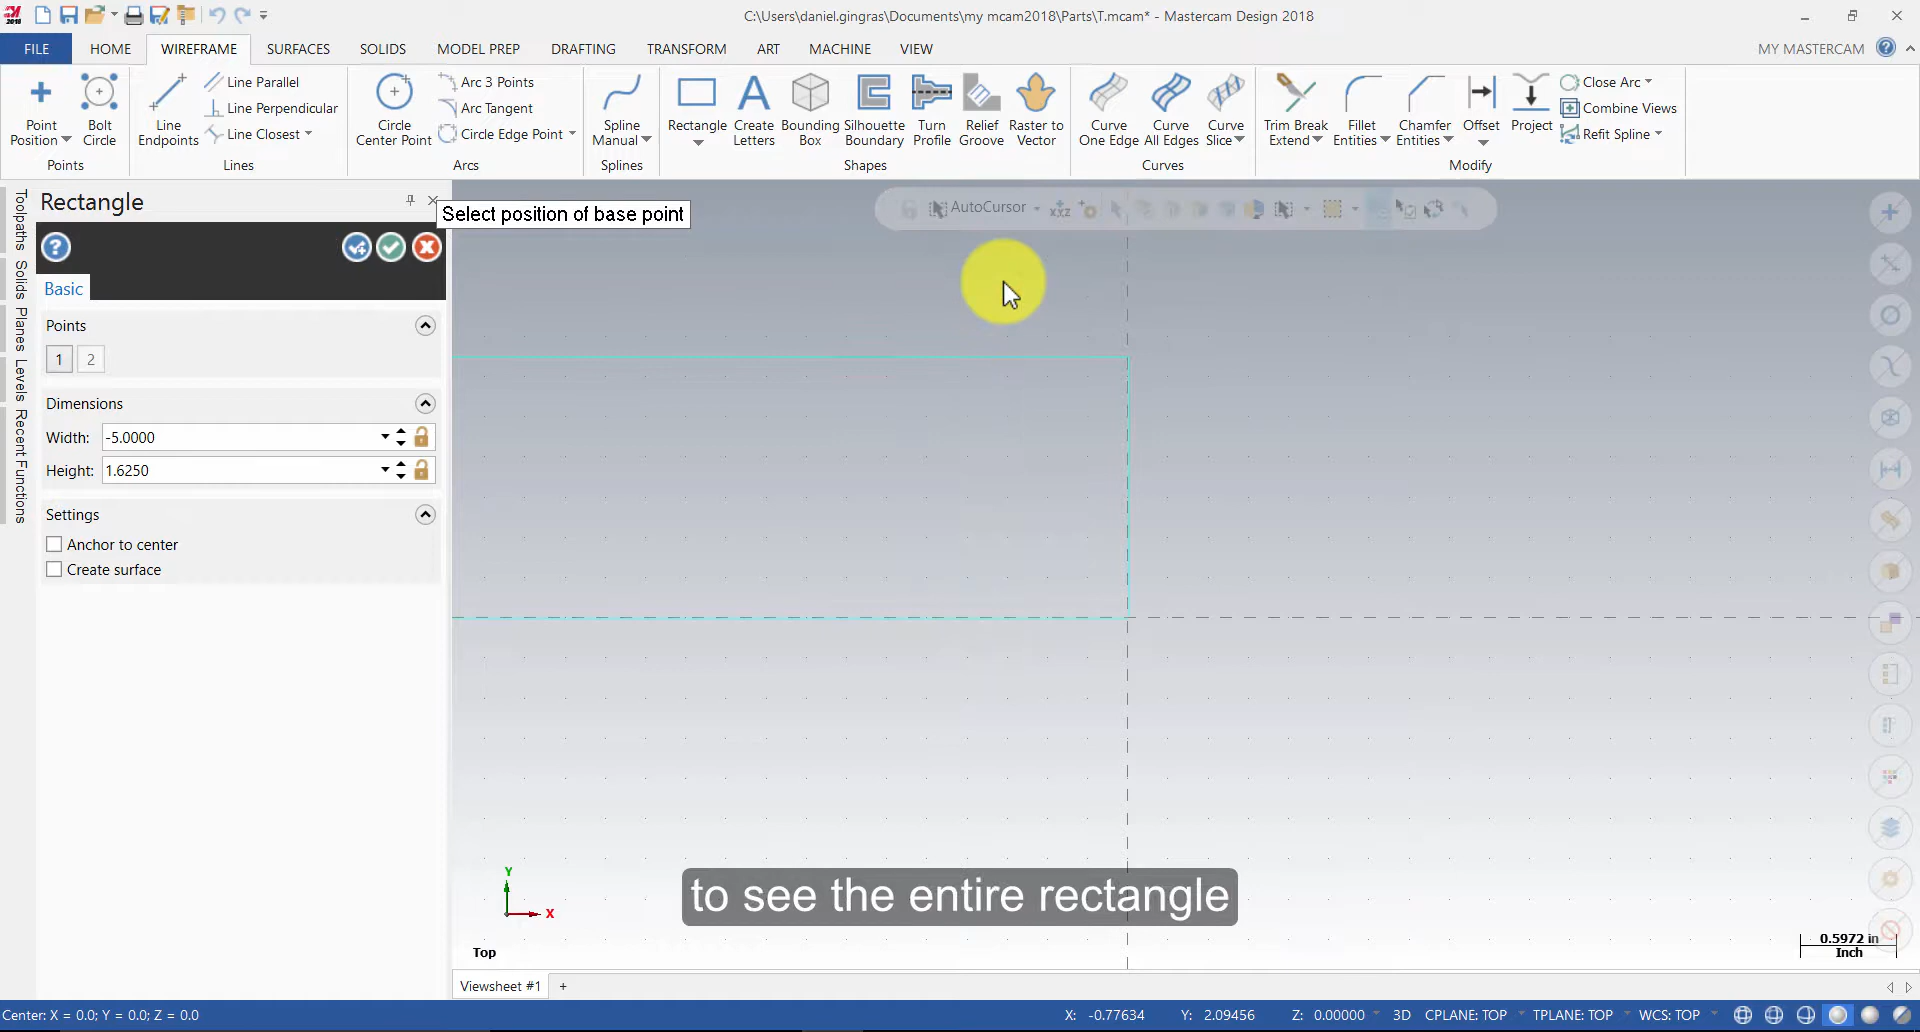 2018
C:\Users\daniel.gingras\Documents\my mcam2018\Parts\T.mcam* - Mastercam Design 2018
FILE HOME WIREFRAME SURFACES SOLIDS MODEL PREP DRAFTING TRANSFORM ART MACHINE VIEW MY MASTERCAM ?
Point Position
Bolt Circle
Points
Line Endpoints
Line Parallel
Line Perpendicular
Line Closest
Lines
Circle Center Point
Arc 3 Points
Arc Tangent
Circle Edge Point
Arcs
Spline Manual
Splines
Rectangle
Create Letters
Bounding Box
Silhouette Boundary
Turn Profile
Relief Groove
Raster to Vector
Shapes
Curve One Edge
Curve All Edges
Curve Slice
Curves
Trim Break Extend
Fillet Entities
Chamfer Entities
Offset
Project
Close Arc
Combine Views
Refit Spline
Modify
Toolpaths
Solids
Planes
Levels
Recent Functions
Rectangle
?
Basic
Points
1 2
Dimensions
Width: -5.0000
Height: 1.6250
Settings
Anchor to center
Create surface
Select position of base point
AutoCursor
XYZ
Y
X
Top
to see the entire rectangle
0.5972 in
Inch
Viewsheet #1 +
Center: X = 0.0; Y = 0.0; Z = 0.0 X: -0.77634 Y: 2.09456 Z: 0.00000 3D CPLANE: TOP TPLANE: TOP WCS: TOP